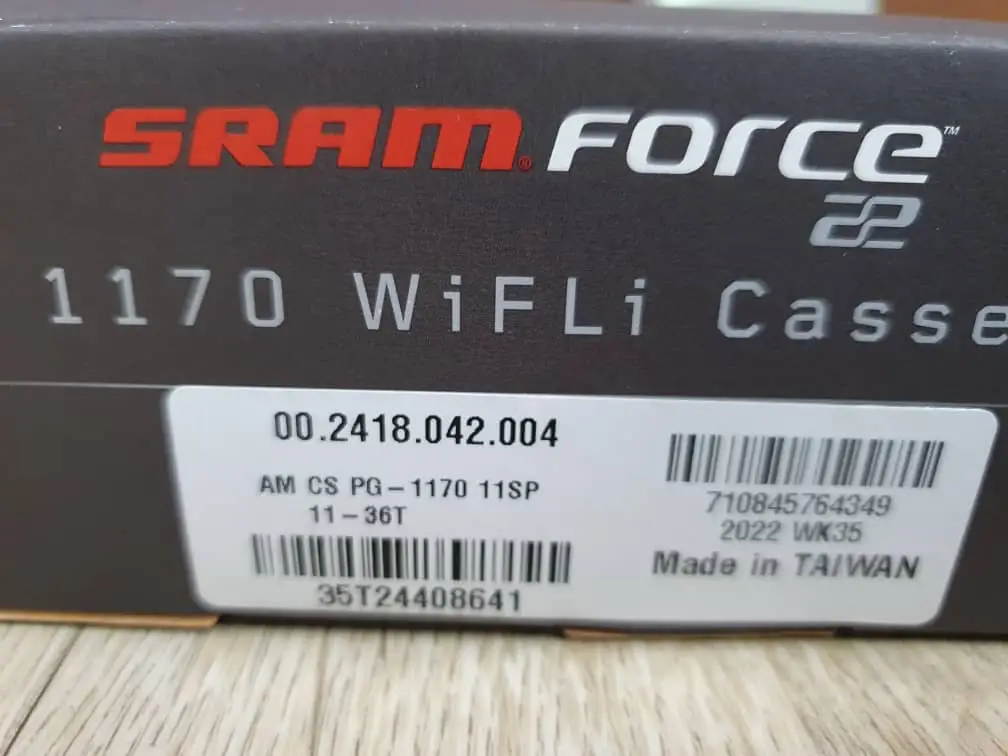 SRAM® FORCE™
22
1170 WiFLi Casse
00.2418.042.004
AM CS PG-1170 11SP
11-36T
35T24408641
710845764349
2022 WK35
Made in TAIWAN